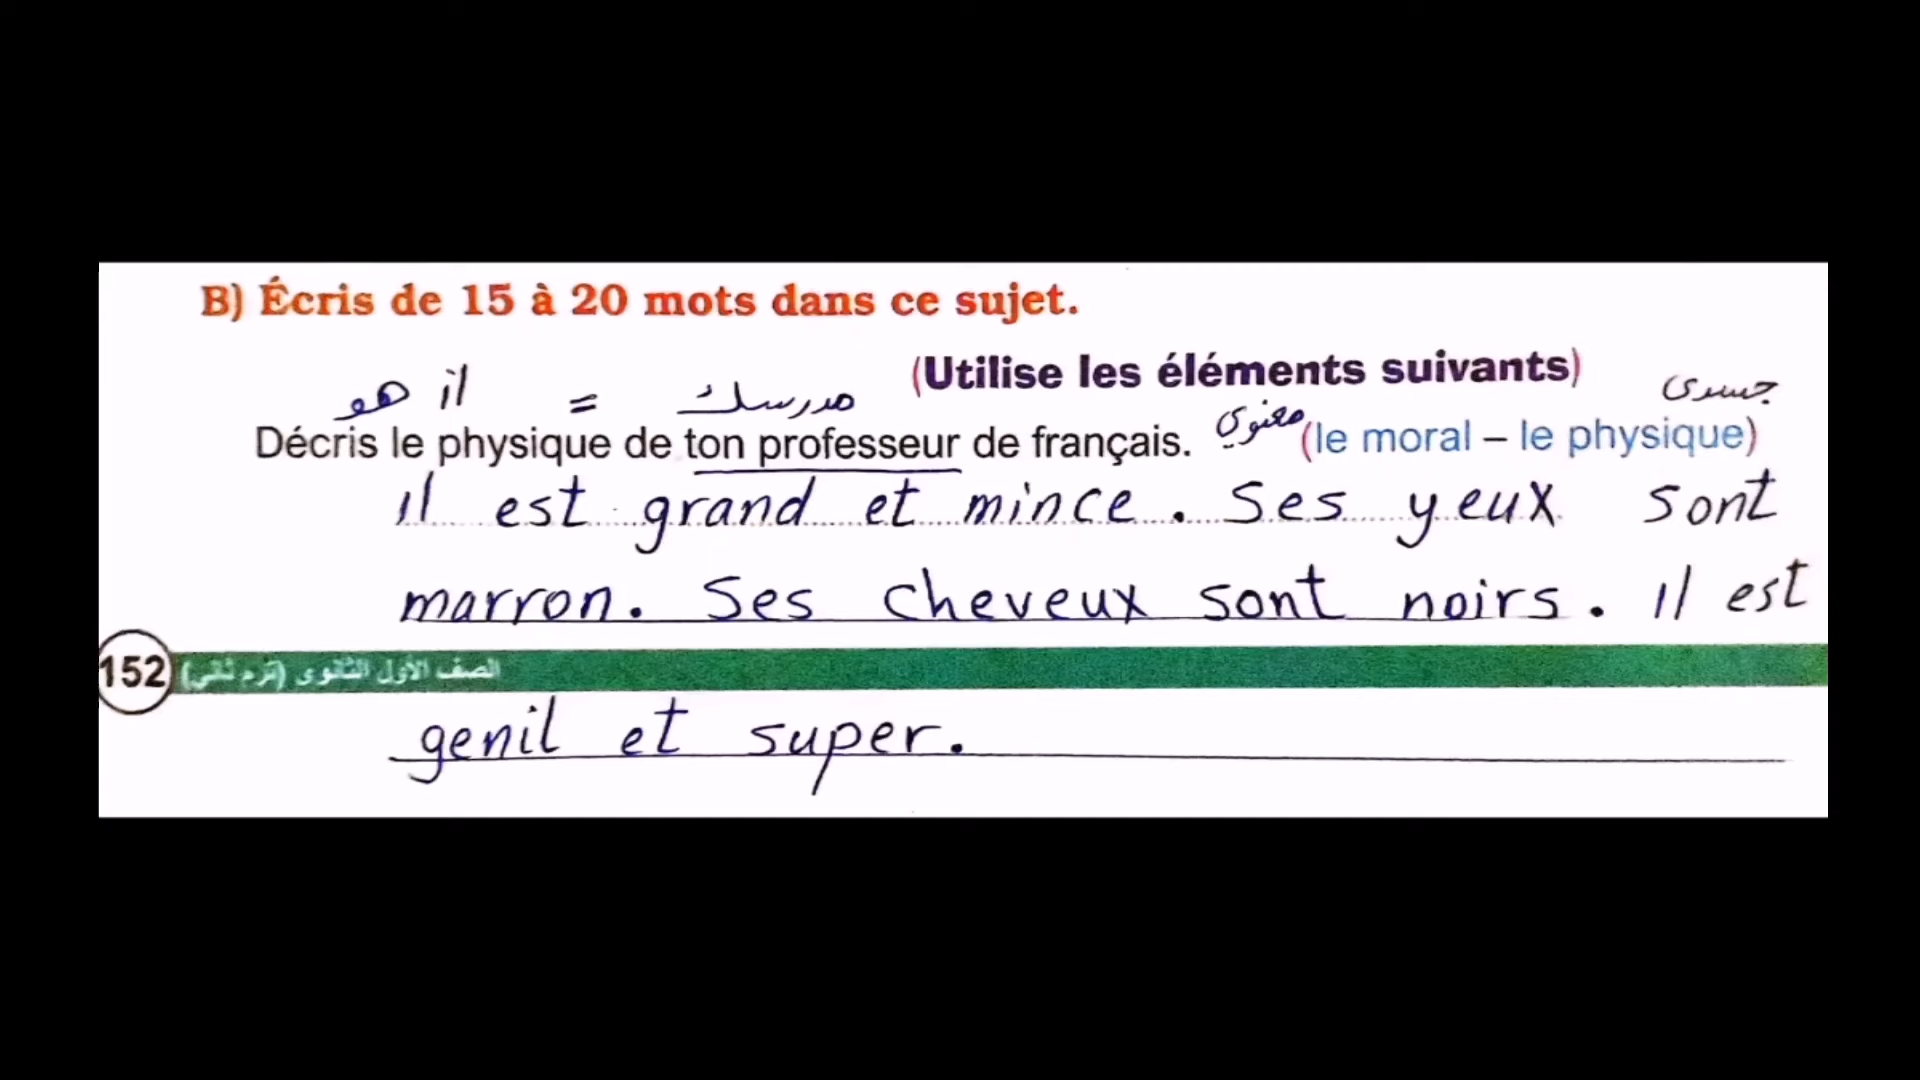 B) Écris de 15 à 20 mots dans ce sujet.
(Utilise les éléments suivants)
هو il = مدرسك معنوي جسدى
Décris le physique de ton professeur de français. (le moral – le physique)
il est grand et mince. Ses yeux sont
marron. Ses cheveux sont noirs. il est
152 الصف الأول الثانوى (ترم ثاني)
genil et super.